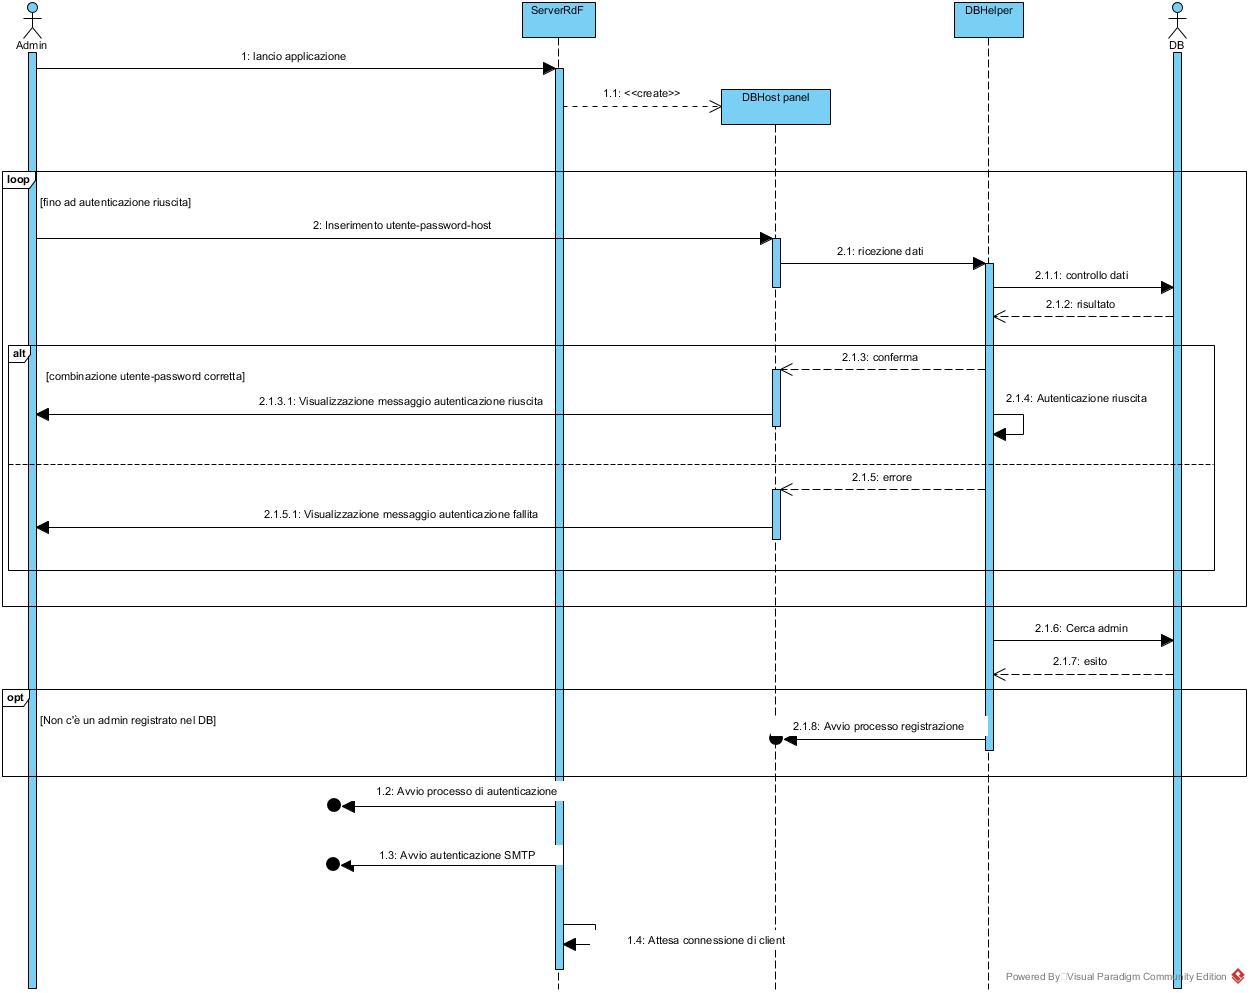 ServerRdF
DBHelper
Admin
DB
1: lancio applicazione
1.1: <<create>>
DBHost panel
loop
[fino ad autenticazione riuscita]
2: Inserimento utente-password-host
2.1: ricezione dati
2.1.1: controllo dati
2.1.2: risultato
alt
2.1.3: conferma
[combinazione utente-password corretta]
2.1.3.1: Visualizzazione messaggio autenticazione riuscita
2.1.4: Autenticazione riuscita
2.1.5: errore
2.1.5.1: Visualizzazione messaggio autenticazione fallita
2.1.6: Cerca admin
2.1.7: esito
opt
[Non c'è un admin registrato nel DB]
2.1.8: Avvio processo registrazione
1.2: Avvio processo di autenticazione
1.3: Avvio autenticazione SMTP
1.4: Attesa connessione di client
Powered By Visual Paradigm Community Edition